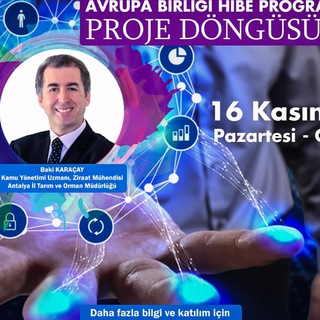 AVRUPA BİRLİĞİ HİBE
PROJE DÖNGÜSÜ
16 Kasım
Pazartesi -
Baki KARAÇAY
Kamu Yönetimi Uzmanı, Ziraat Mühendisi
Antalya İl Tarım ve Orman Müdürlüğü
Daha fazla bilgi ve katılım için